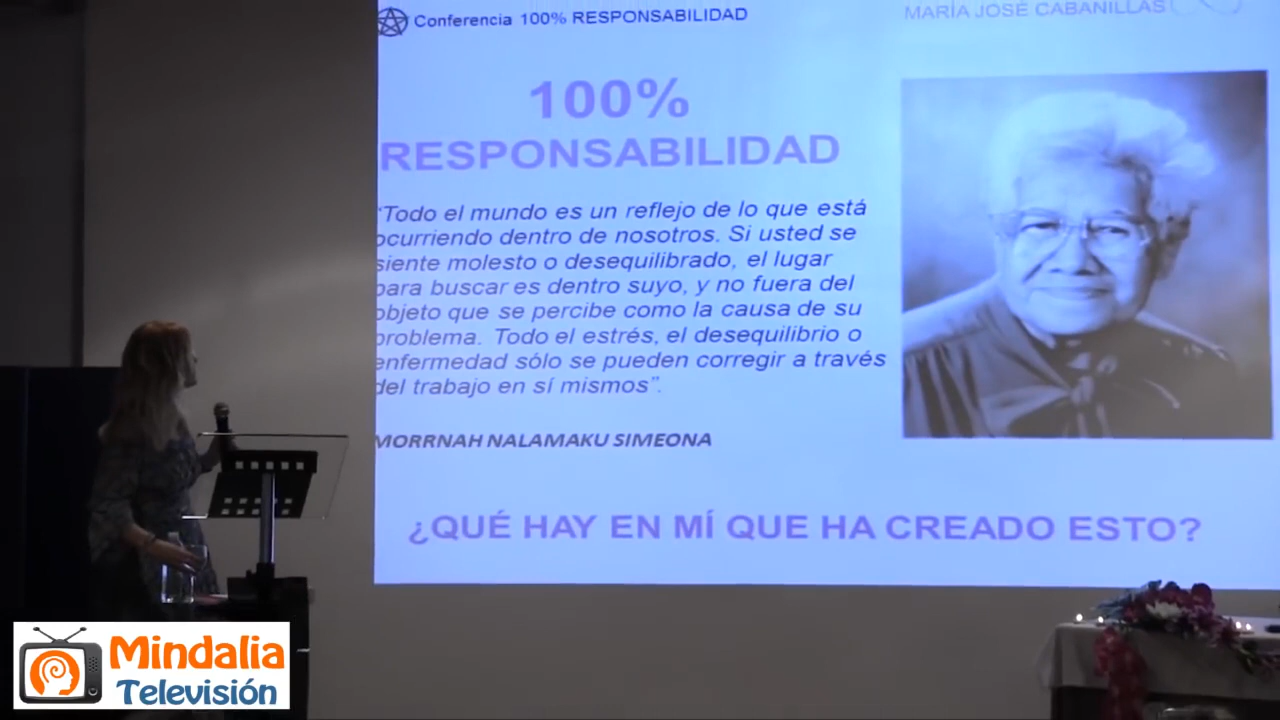 Conferencia 100% RESPONSABILIDAD
MARÍA JOSÉ CABANILLAS
100%
RESPONSABILIDAD
“Todo el mundo es un reflejo de lo que está
ocurriendo dentro de nosotros. Si usted se
siente molesto o desequilibrado, el lugar
para buscar es dentro suyo, y no fuera del
objeto que se percibe como la causa de su
problema. Todo el estrés, el desequilibrio o
enfermedad sólo se pueden corregir a través
del trabajo en sí mismos”.
MORRNAH NALAMAKU SIMEONA
¿QUÉ HAY EN MÍ QUE HA CREADO ESTO?
Mindalia
Televisión